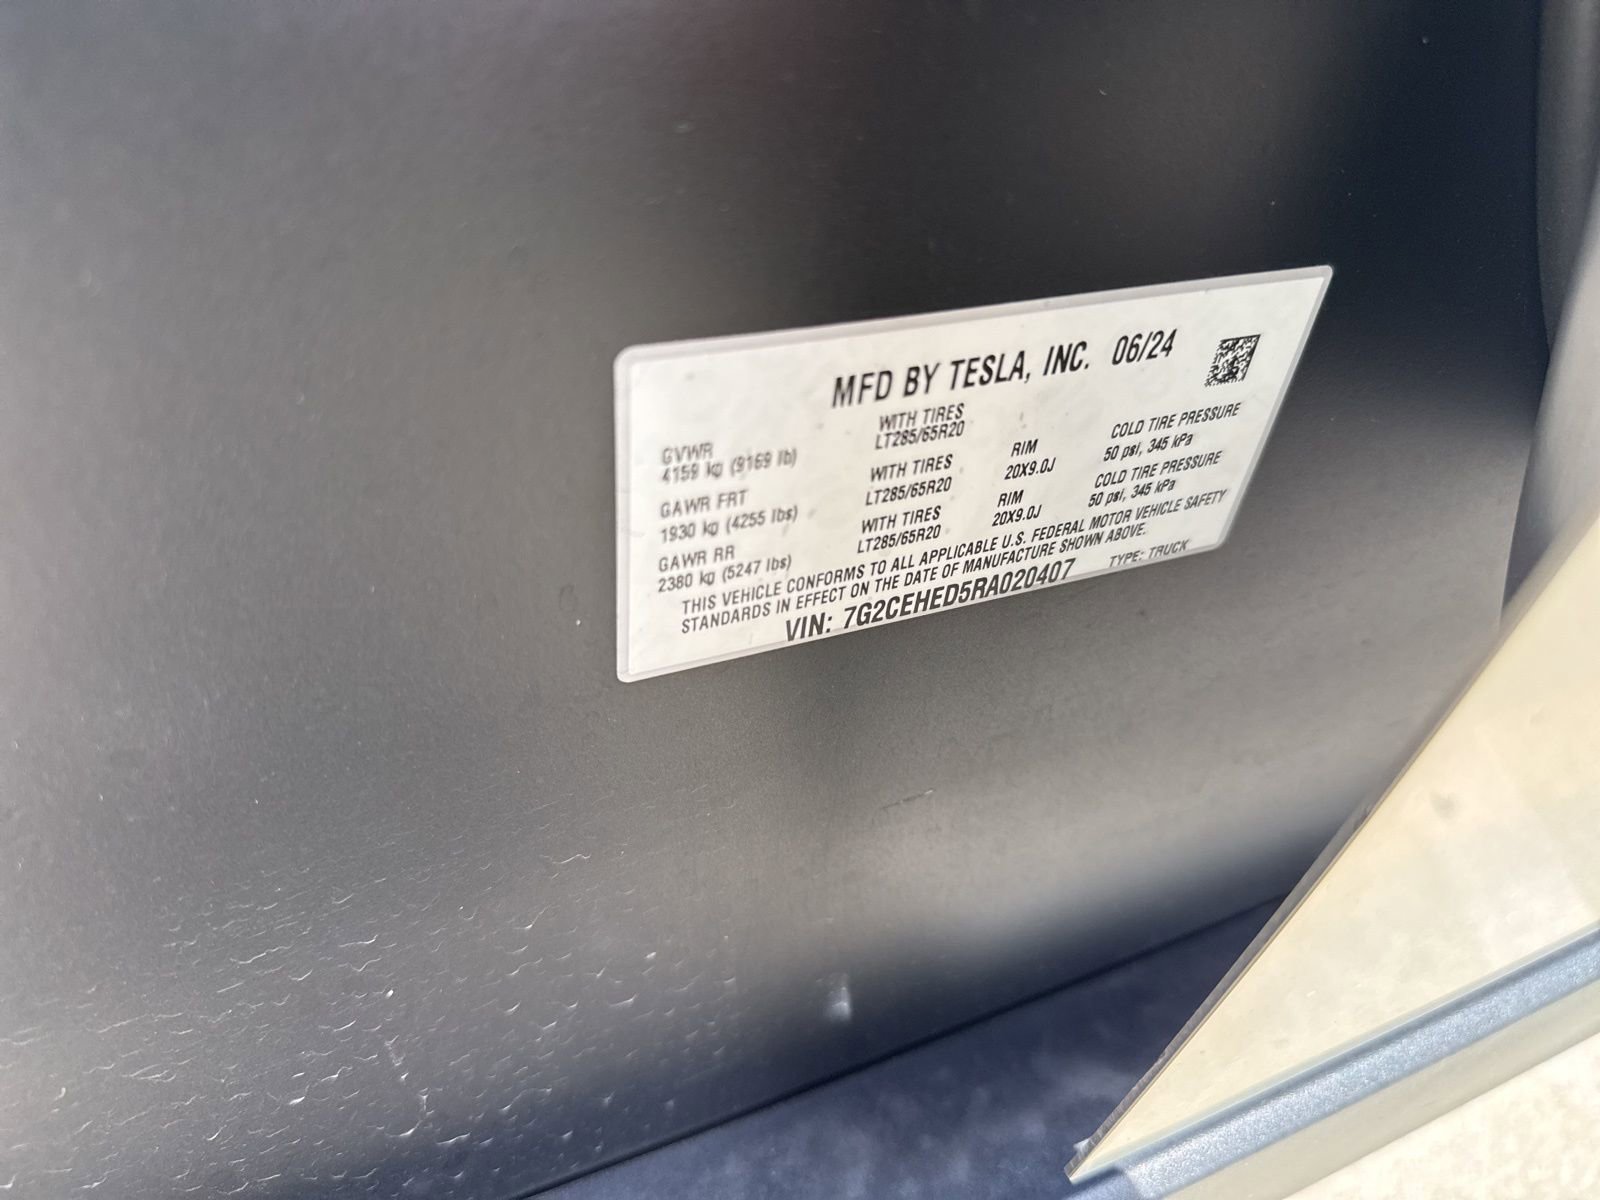 MFD BY TESLA, INC. 06/24
GVWR
4159 kg (9169 lb)
WITH TIRES
LT285/65R20
GAWR FRT
1930 kg (4255 lbs)
WITH TIRES
LT285/65R20
RIM
20X9.0J
COLD TIRE PRESSURE
50 psi, 345 kPa
GAWR RR
2380 kg (5247 lbs)
WITH TIRES
LT285/65R20
RIM
20X9.0J
COLD TIRE PRESSURE
50 psi, 345 kPa
THIS VEHICLE CONFORMS TO ALL APPLICABLE U.S. FEDERAL MOTOR VEHICLE SAFETY
STANDARDS IN EFFECT ON THE DATE OF MANUFACTURE SHOWN ABOVE.
VIN: 7G2CEHED5RA020407 TYPE: TRUCK